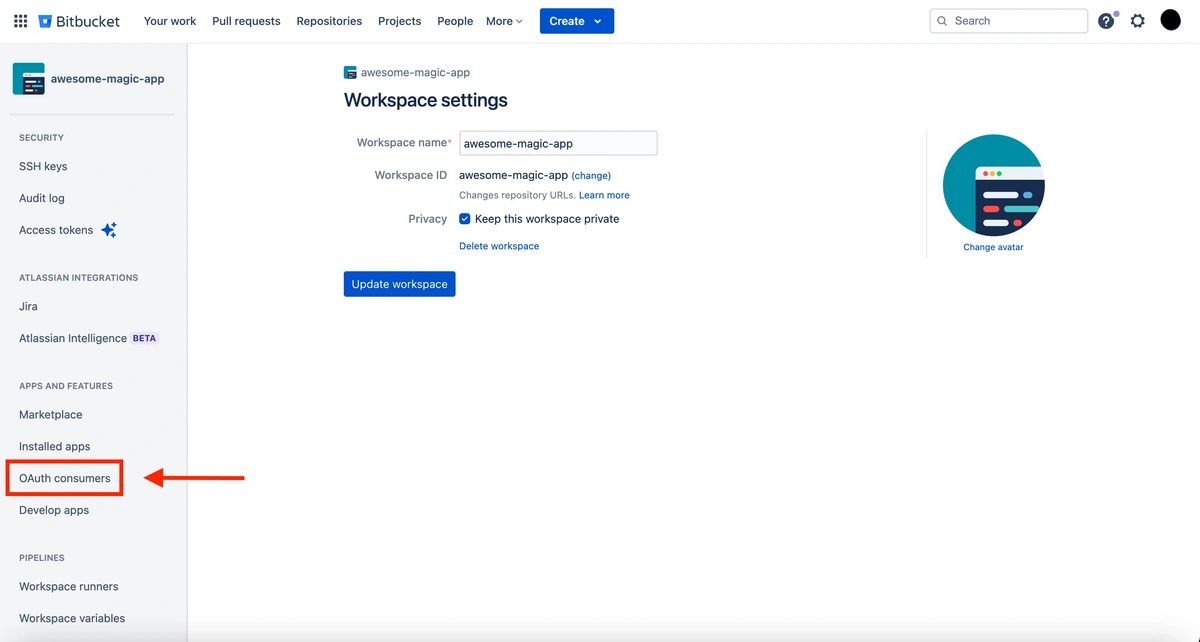 Bitbucket Your work Pull requests Repositories Projects People More Create Search ?
awesome-magic-app
SECURITY
SSH keys
Audit log
Access tokens
ATLASSIAN INTEGRATIONS
Jira
Atlassian Intelligence BETA
APPS AND FEATURES
Marketplace
Installed apps
OAuth consumers
Develop apps
PIPELINES
Workspace runners
Workspace variables
awesome-magic-app
Workspace settings
Workspace name* awesome-magic-app
Workspace ID awesome-magic-app (change)
Changes repository URLs. Learn more
Privacy Keep this workspace private
Delete workspace
Update workspace
Change avatar